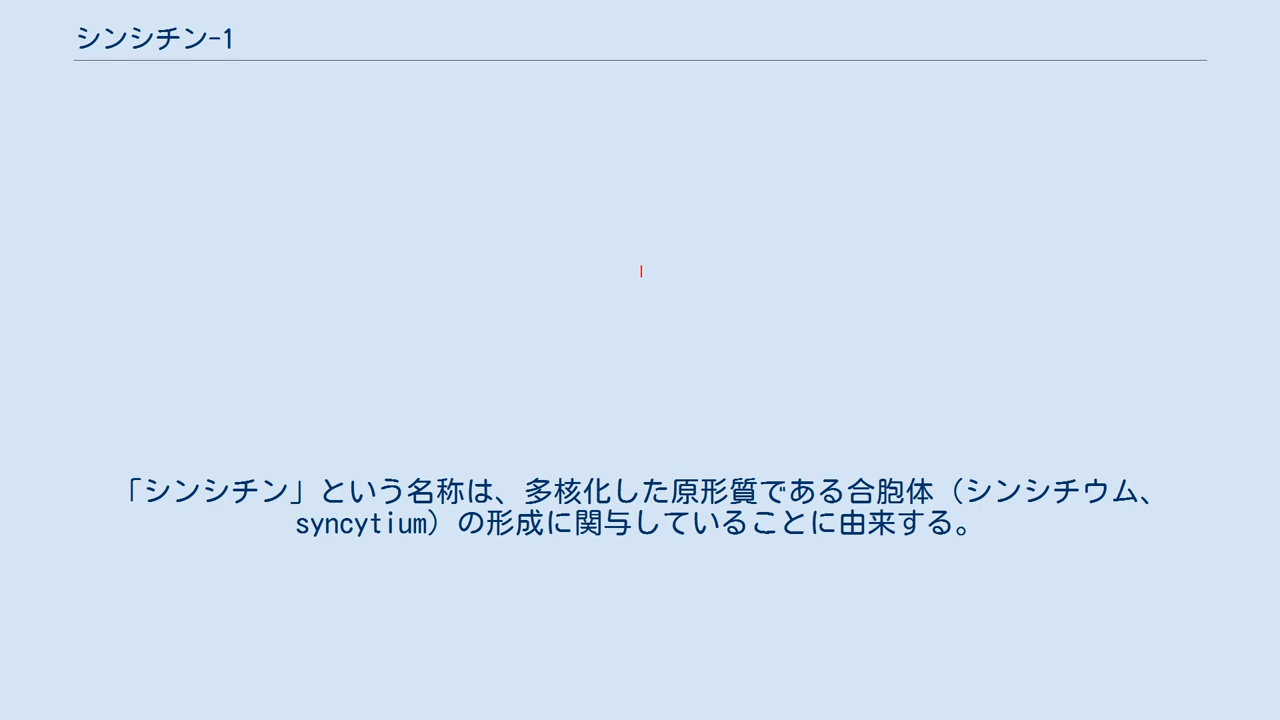 シンシチン-1
「シンシチン」という名称は、多核化した原形質である合胞体（シンシチウム、
syncytium）の形成に関与していることに由来する。